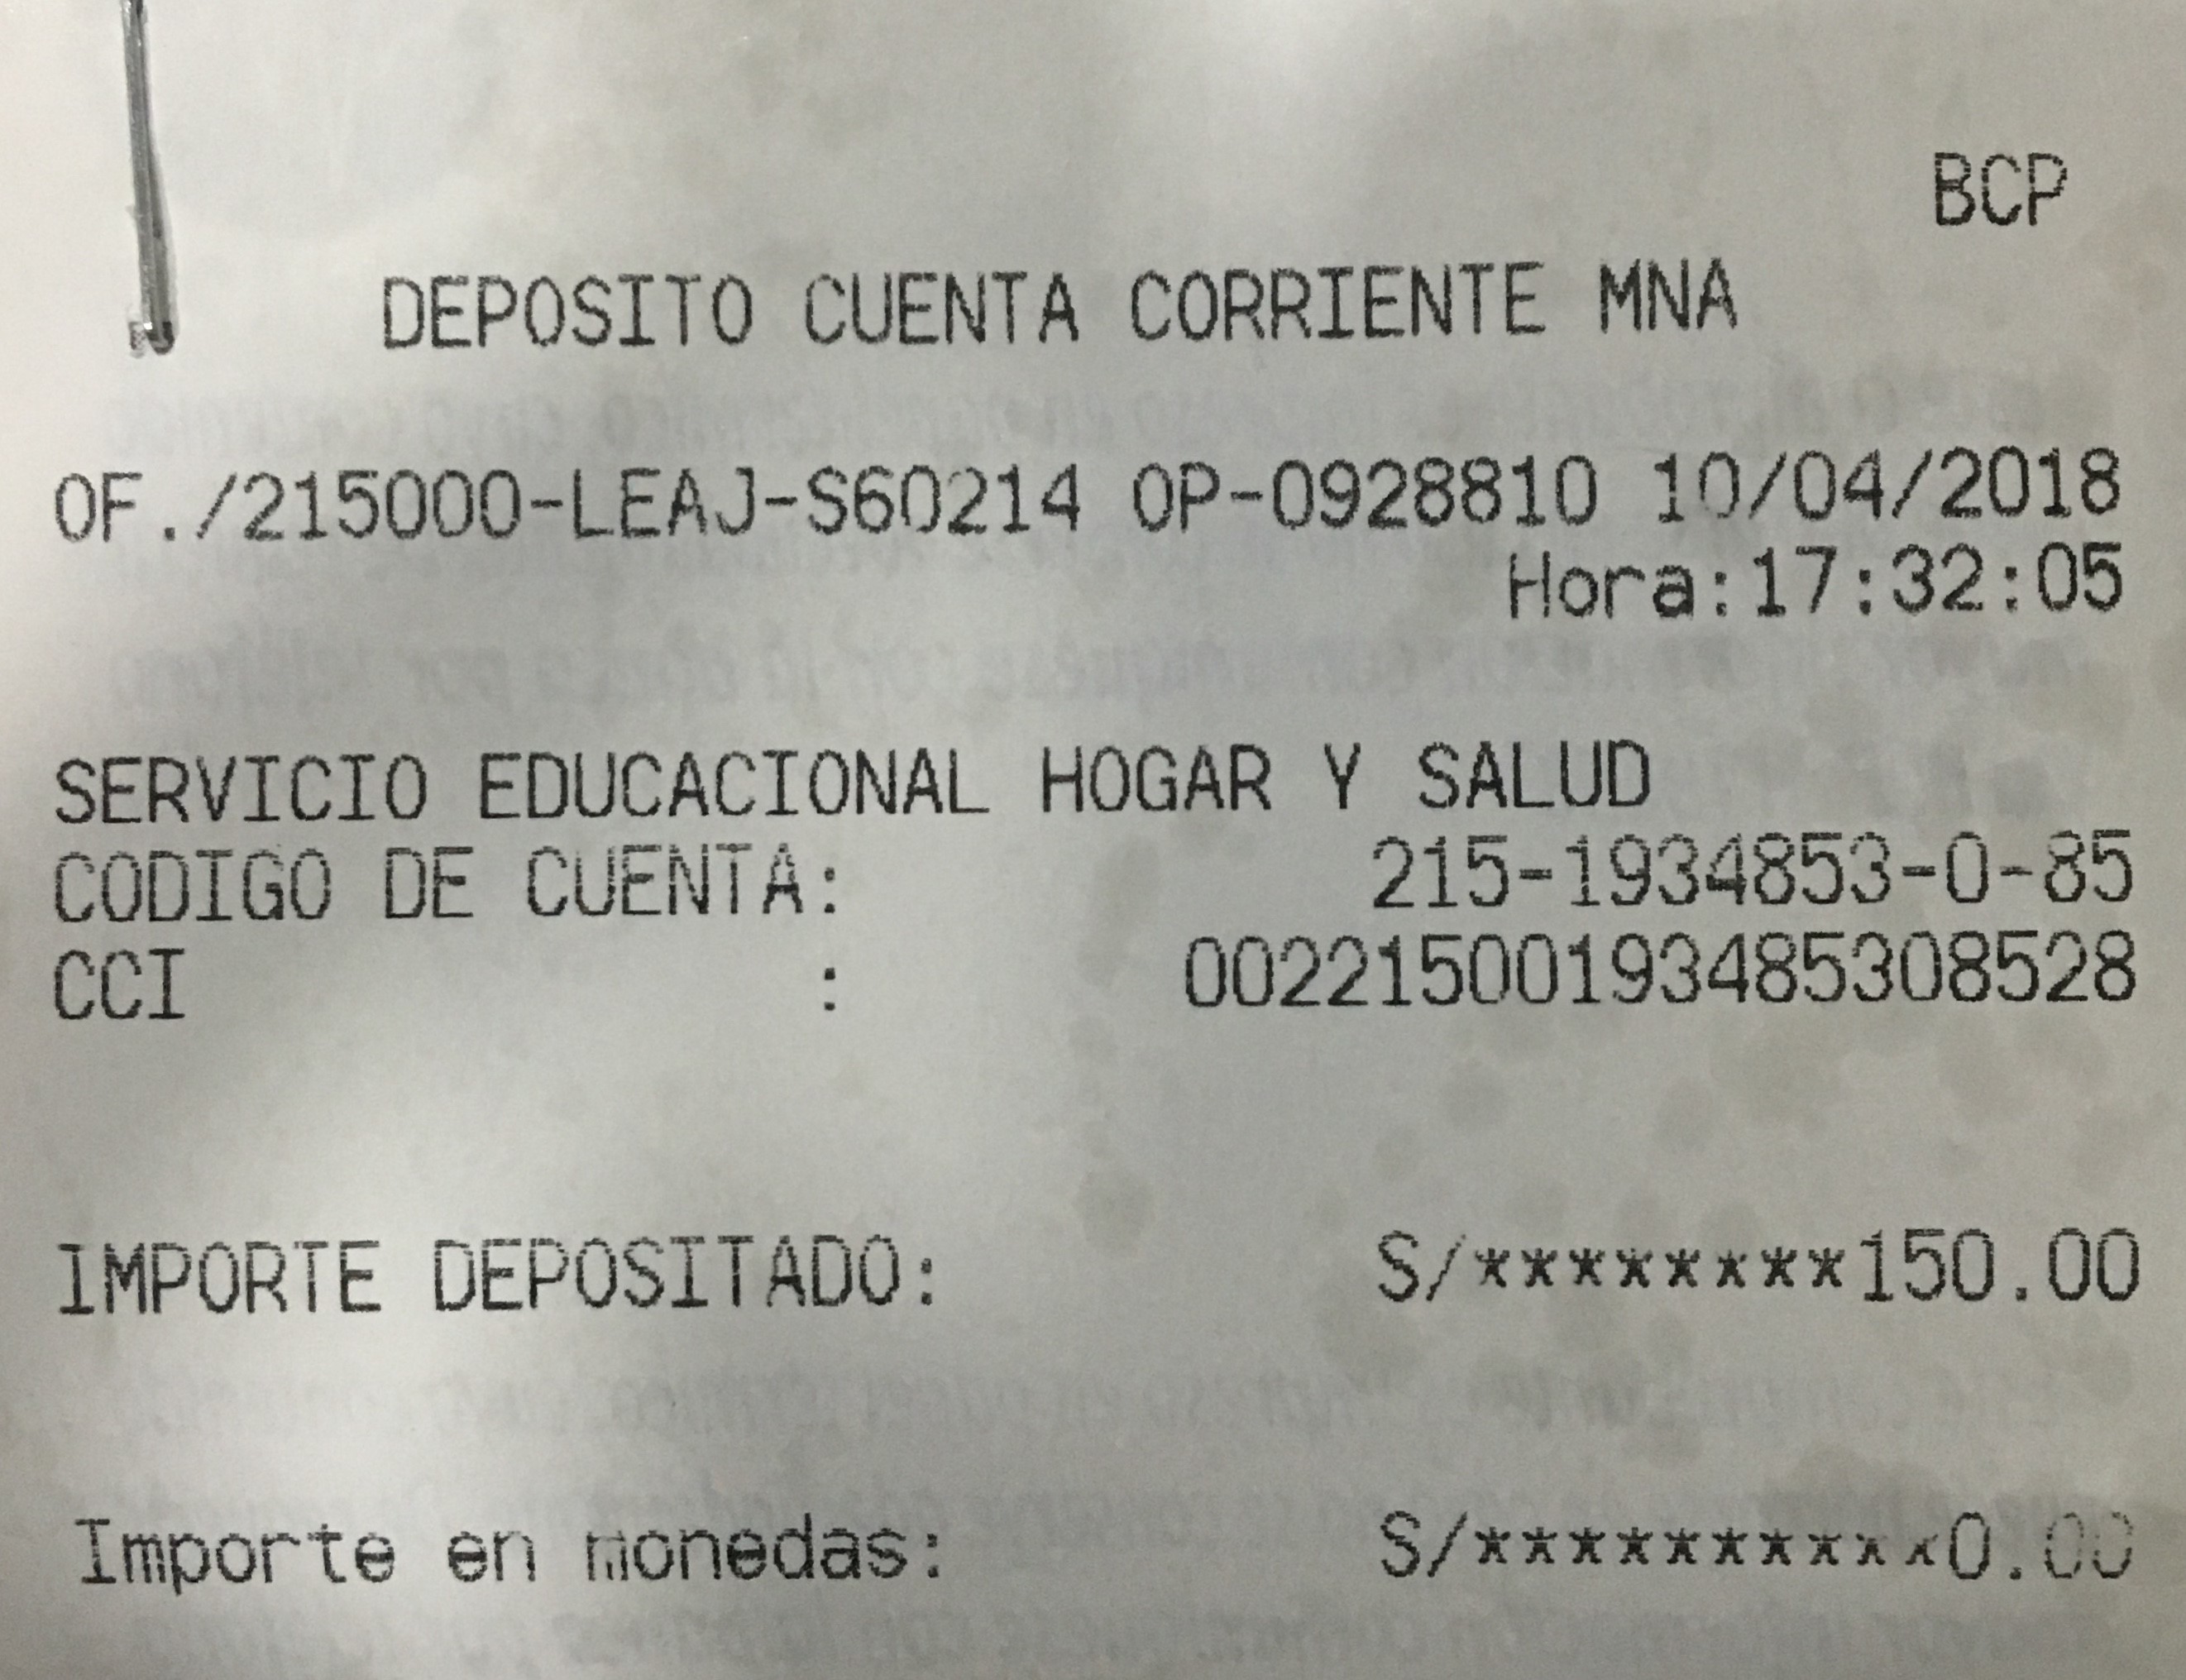 BCP
DEPOSITO CUENTA CORRIENTE MNA
OF./215000-LEAJ-S60214 OP-0928810 10/04/2018
Hora:17:32:05
SERVICIO EDUCACIONAL HOGAR Y SALUD
CODIGO DE CUENTA: 215-1934853-0-85
CCI : 00221500193485308528
IMPORTE DEPOSITADO: S/********150.00
Importe en monedas: S/**********0.00